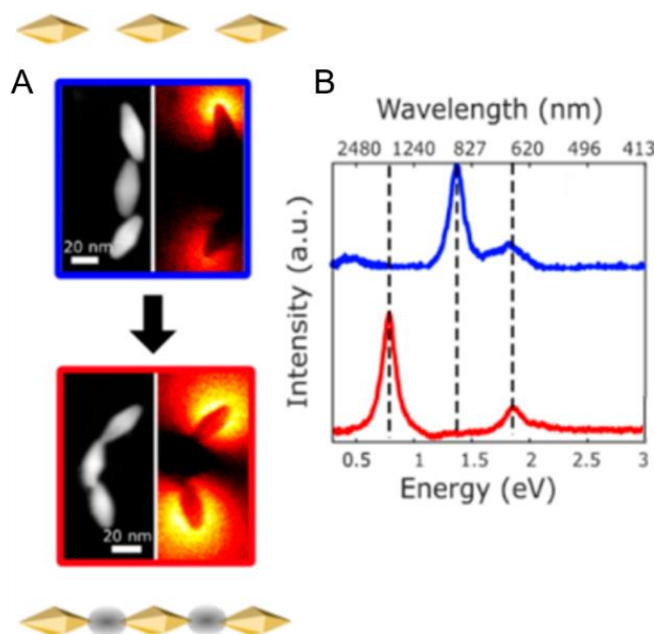 A
B
20 nm
20 nm
Wavelength (nm)
2480 1240 827 620 496 413
Intensity (a.u.)
0.5 1 1.5 2 2.5 3
Energy (eV)